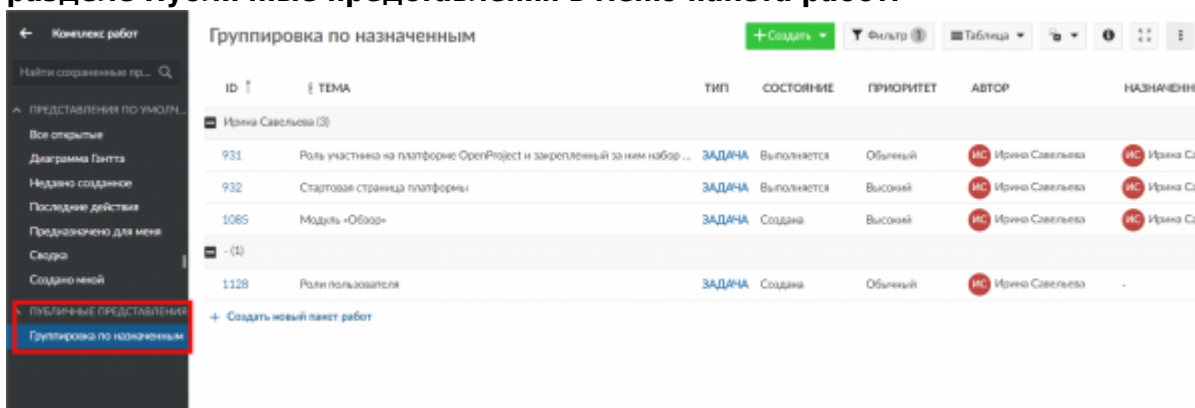 разделе Публичные представления в меню пакета работ.
← Комплекс работ
Группировка по назначенным
+ Создать
Фильтр 1
Таблица
Найти сохраненные пр...
ID ТЕМА ТИП СОСТОЯНИЕ ПРИОРИТЕТ АВТОР НАЗНАЧЕНН
ПРЕДСТАВЛЕНИЯ ПО УМОЛЧ...
Все открытые
Диаграмма Гантта
Недавно созданное
Последние действия
Предназначено для меня
Сводка
Создано мной
ПУБЛИЧНЫЕ ПРЕДСТАВЛЕНИЯ
Группировка по назначенным
Ирина Савельева (3)
931 Роль участника на платформе OpenProject и закрепленный за ним набор ... ЗАДАЧА Выполняется Обычный ИС Ирина Савельева ИС Ирина Са
932 Стартовая страница платформы ЗАДАЧА Выполняется Высокий ИС Ирина Савельева ИС Ирина Са
1085 Модуль «Обзор» ЗАДАЧА Создана Высокий ИС Ирина Савельева ИС Ирина Са
- (1)
1128 Роли пользователя ЗАДАЧА Создана Обычный ИС Ирина Савельева -
+ Создать новый пакет работ